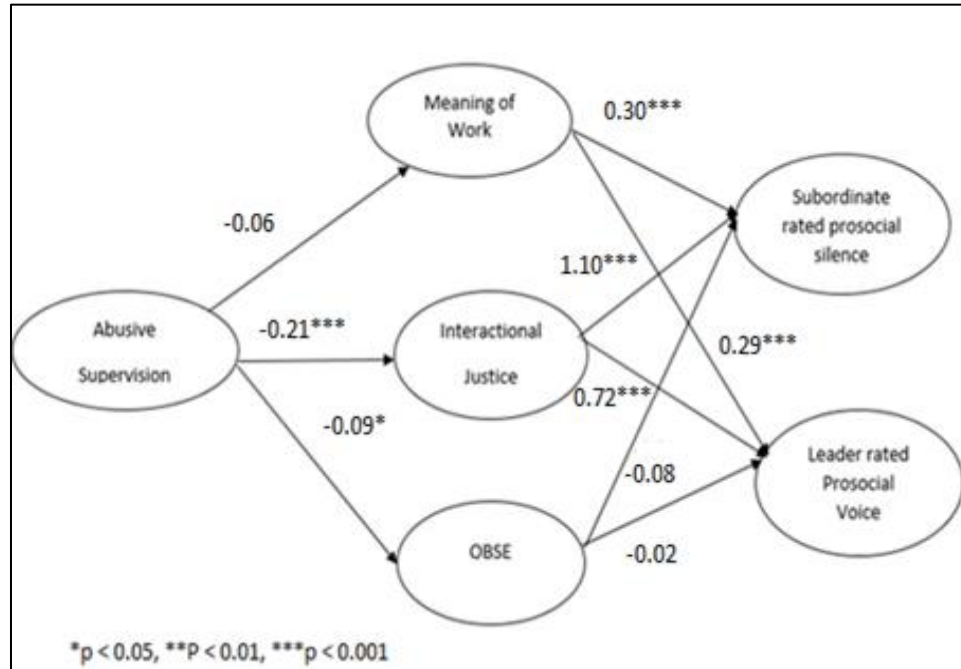 Meaning of
Work
0.30***
Subordinate
rated prosocial
silence
-0.06
1.10***
Abusive
Supervision
-0.21***
Interactional
Justice
0.29***
0.72***
-0.09*
-0.08
Leader rated
Prosocial
Voice
OBSE
-0.02
*p < 0.05, **P < 0.01, ***p < 0.001